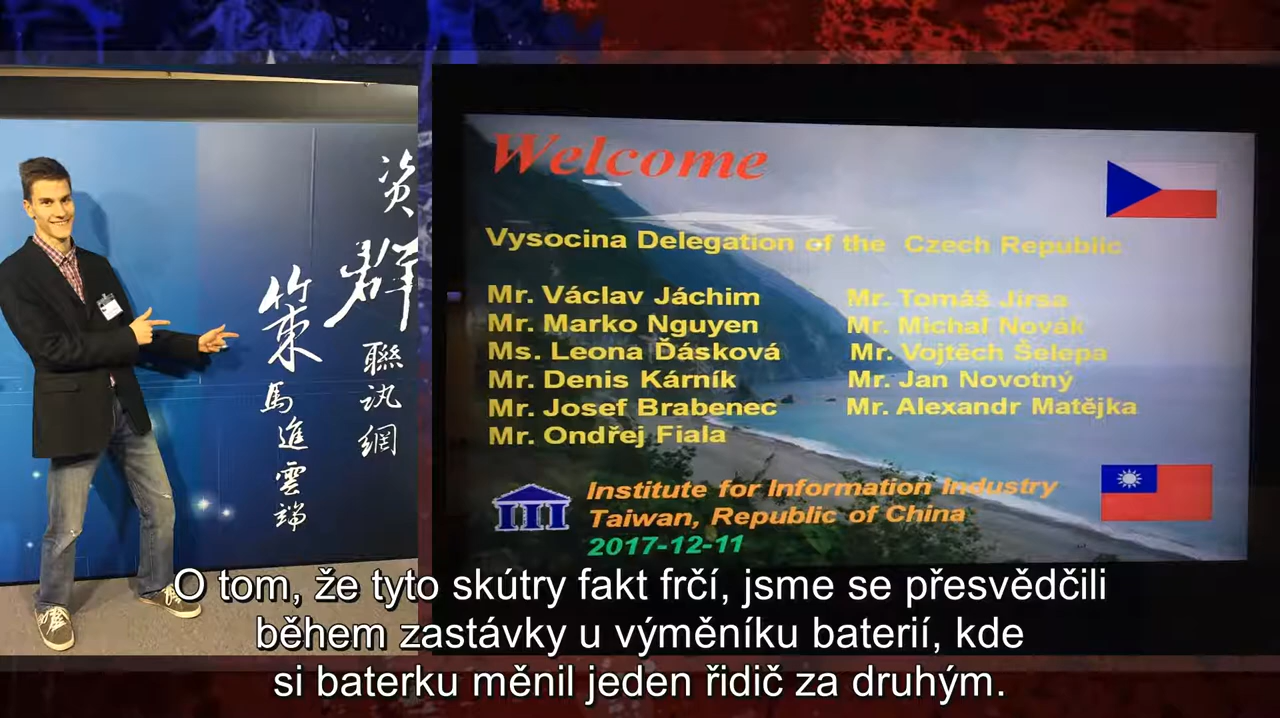 資群聯訊網
策馬進雲端
Welcome
Vysocina Delegation of the Czech Republic
Mr. Václav Jáchim
Mr. Marko Nguyen
Ms. Leona Ďásková
Mr. Denis Kárník
Mr. Josef Brabenec
Mr. Ondřej Fiala
Mr. Tomáš Jirsa
Mr. Michal Novák
Mr. Vojtěch Šelepa
Mr. Jan Novotný
Mr. Alexandr Matějka
III
Institute for Information Industry
Taiwan, Republic of China
2017-12-11
O tom, že tyto skútry fakt frčí, jsme se přesvědčili
během zastávky u výměníku baterií, kde
si baterku měnil jeden řidič za druhým.